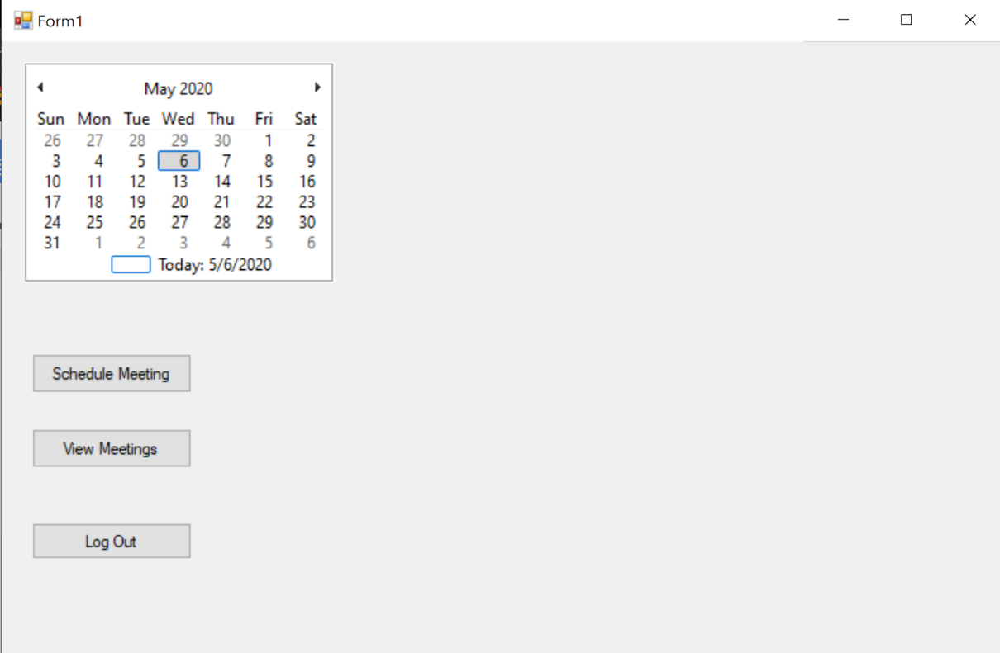 Form1
May 2020
Sun Mon Tue Wed Thu Fri Sat
26 27 28 29 30 1 2
3 4 5 6 7 8 9
10 11 12 13 14 15 16
17 18 19 20 21 22 23
24 25 26 27 28 29 30
31 1 2 3 4 5 6
Today: 5/6/2020
Schedule Meeting
View Meetings
Log Out